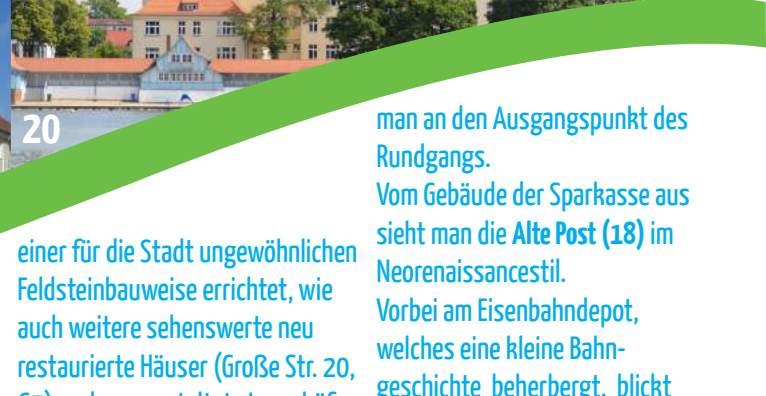 20
einer für die Stadt ungewöhnlichen
Feldsteinbauweise errichtet, wie
auch weitere sehenswerte neu
restaurierte Häuser (Große Str. 20,
man an den Ausgangspunkt des
Rundgangs.
Vom Gebäude der Sparkasse aus
sieht man die Alte Post (18) im
Neorenaissancestil.
Vorbei am Eisenbahndepot,
welches eine kleine Bahn-
geschichte beherbergt, blickt